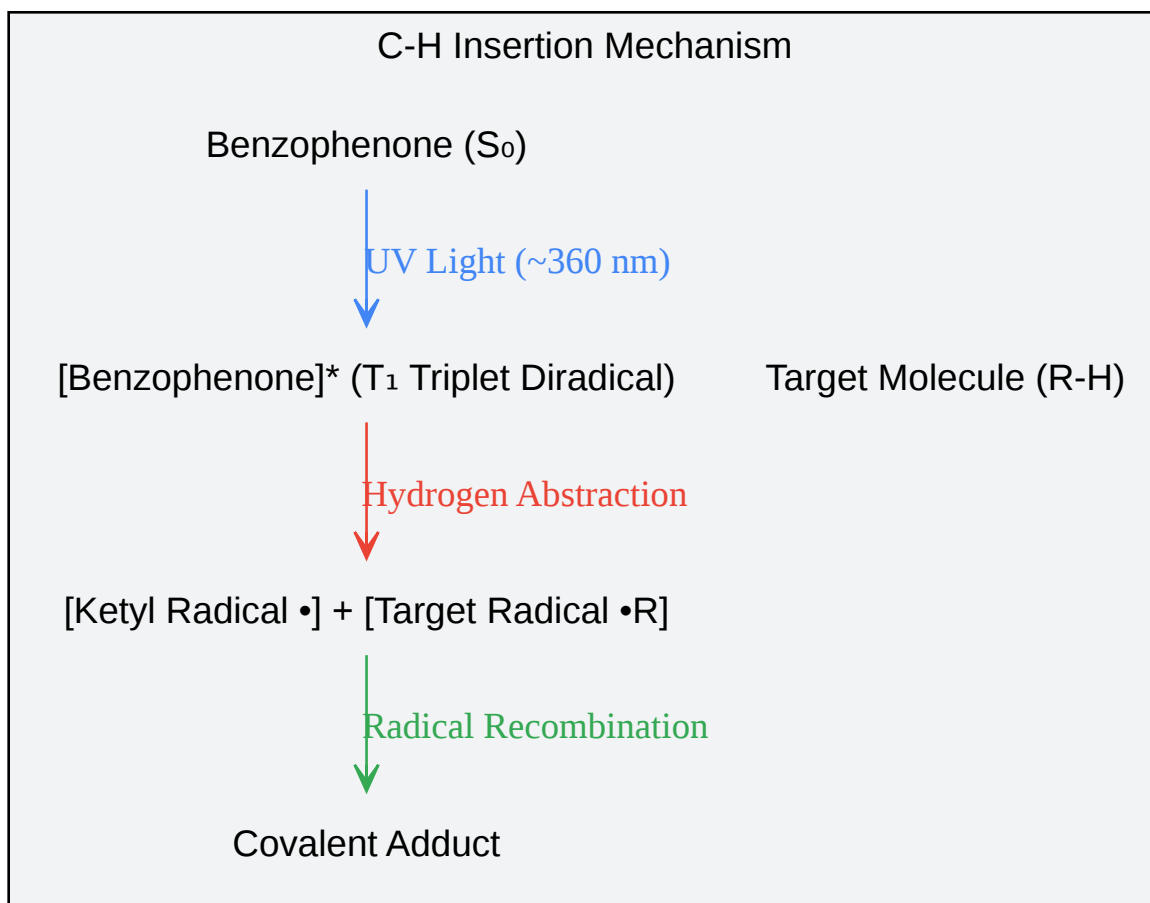 C-H Insertion Mechanism
Benzophenone (S₀)
UV Light (~360 nm)
[Benzophenone]* (T₁ Triplet Diradical)
Target Molecule (R-H)
Hydrogen Abstraction
[Ketyl Radical •] + [Target Radical •R]
Radical Recombination
Covalent Adduct